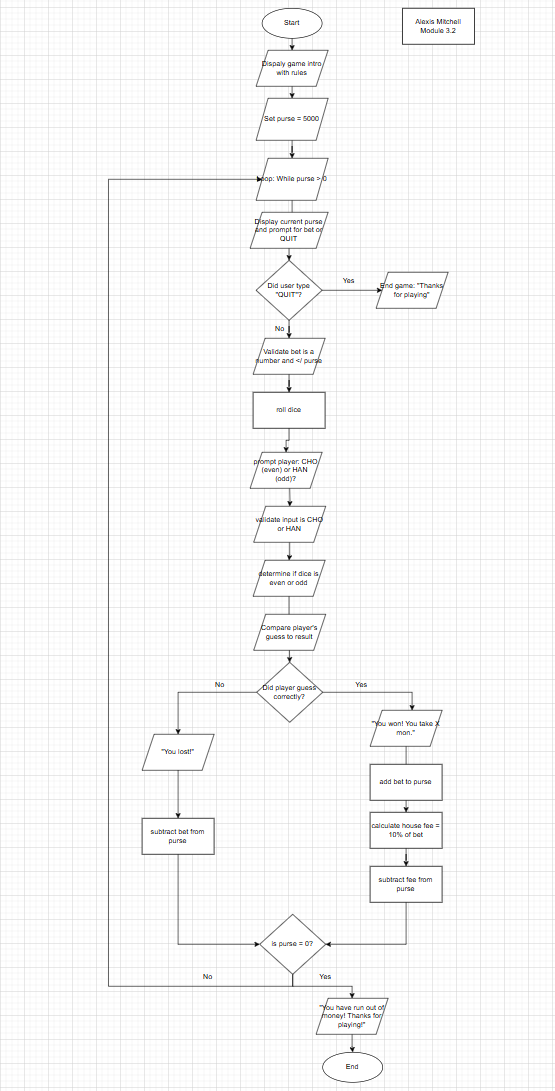 Start
Alexis Mitchell
Module 3.2
Dispaly game intro
with rules
Set purse = 5000
Loop: While purse > 0
Display current purse
and prompt for bet or
QUIT
Did user type
"QUIT"?
Yes
End game: "Thanks
for playing"
No
Validate bet is a
number and </ purse
roll dice
prompt player: CHO
(even) or HAN
(odd)?
validate input is CHO
or HAN
determine if dice is
even or odd
Compare player's
guess to result
No
Did player guess
correctly?
Yes
"You won! You take X
mon."
"You lost!"
add bet to purse
subtract bet from
purse
calculate house fee =
10% of bet
subtract fee from
purse
is purse = 0?
No
Yes
"You have run out of
money! Thanks for
playing!"
End